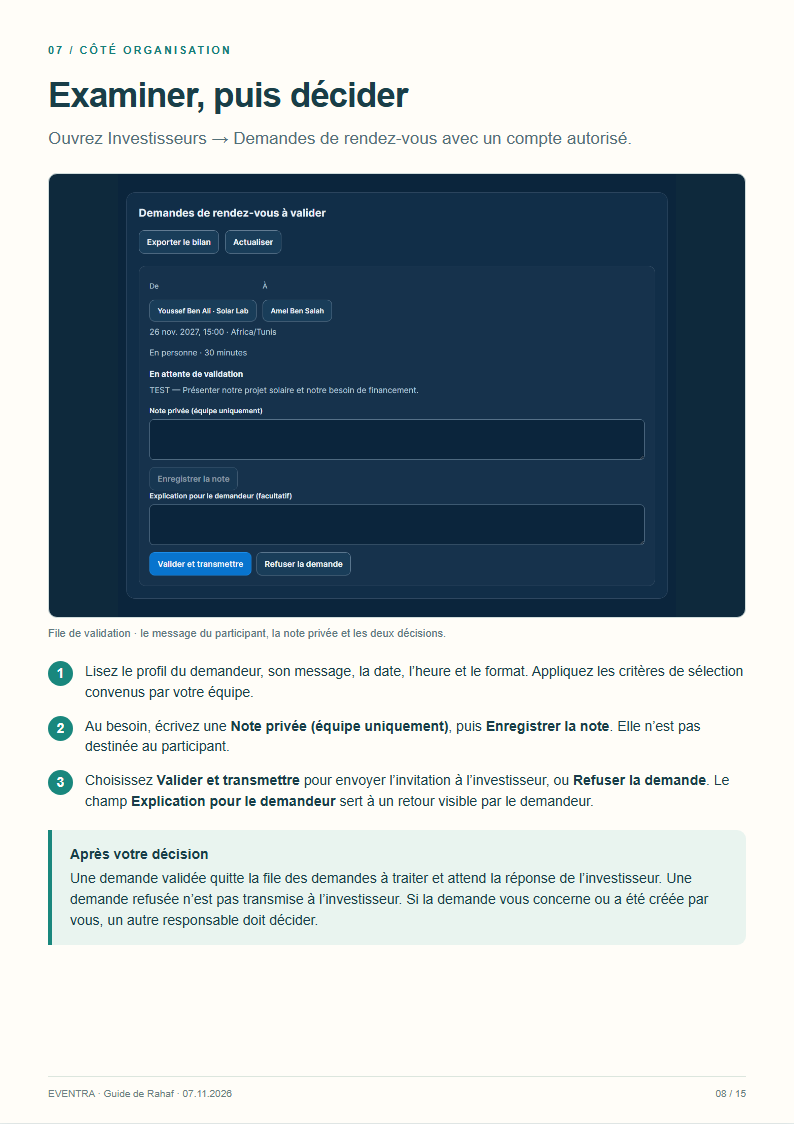 07 / CÔTÉ ORGANISATION
Examiner, puis décider
Ouvrez Investisseurs → Demandes de rendez-vous avec un compte autorisé.
Demandes de rendez-vous à valider
Exporter le bilan
Actualiser
De
À
Youssef Ben Ali · Solar Lab
Amel Ben Salah
26 nov. 2027, 15:00 · Africa/Tunis
En personne · 30 minutes
En attente de validation
TEST — Présenter notre projet solaire et notre besoin de financement.
Note privée (équipe uniquement)
Enregistrer la note
Explication pour le demandeur (facultatif)
Valider et transmettre
Refuser la demande
File de validation · le message du participant, la note privée et les deux décisions.
1 Lisez le profil du demandeur, son message, la date, l’heure et le format. Appliquez les critères de sélection
convenus par votre équipe.
2 Au besoin, écrivez une Note privée (équipe uniquement), puis Enregistrer la note. Elle n’est pas
destinée au participant.
3 Choisissez Valider et transmettre pour envoyer l’invitation à l’investisseur, ou Refuser la demande. Le
champ Explication pour le demandeur sert à un retour visible par le demandeur.
Après votre décision
Une demande validée quitte la file des demandes à traiter et attend la réponse de l’investisseur. Une
demande refusée n’est pas transmise à l’investisseur. Si la demande vous concerne ou a été créée par
vous, un autre responsable doit décider.
EVENTRA · Guide de Rahaf · 07.11.2026
08 / 15